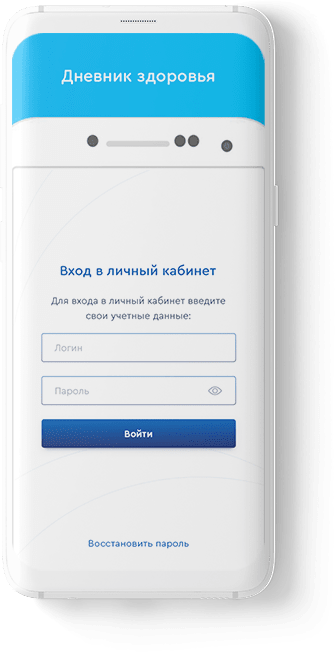 Дневник здоровья
Вход в личный кабинет
Для входа в личный кабинет введите
свои учетные данные:
Логин
Пароль
Войти
Восстановить пароль